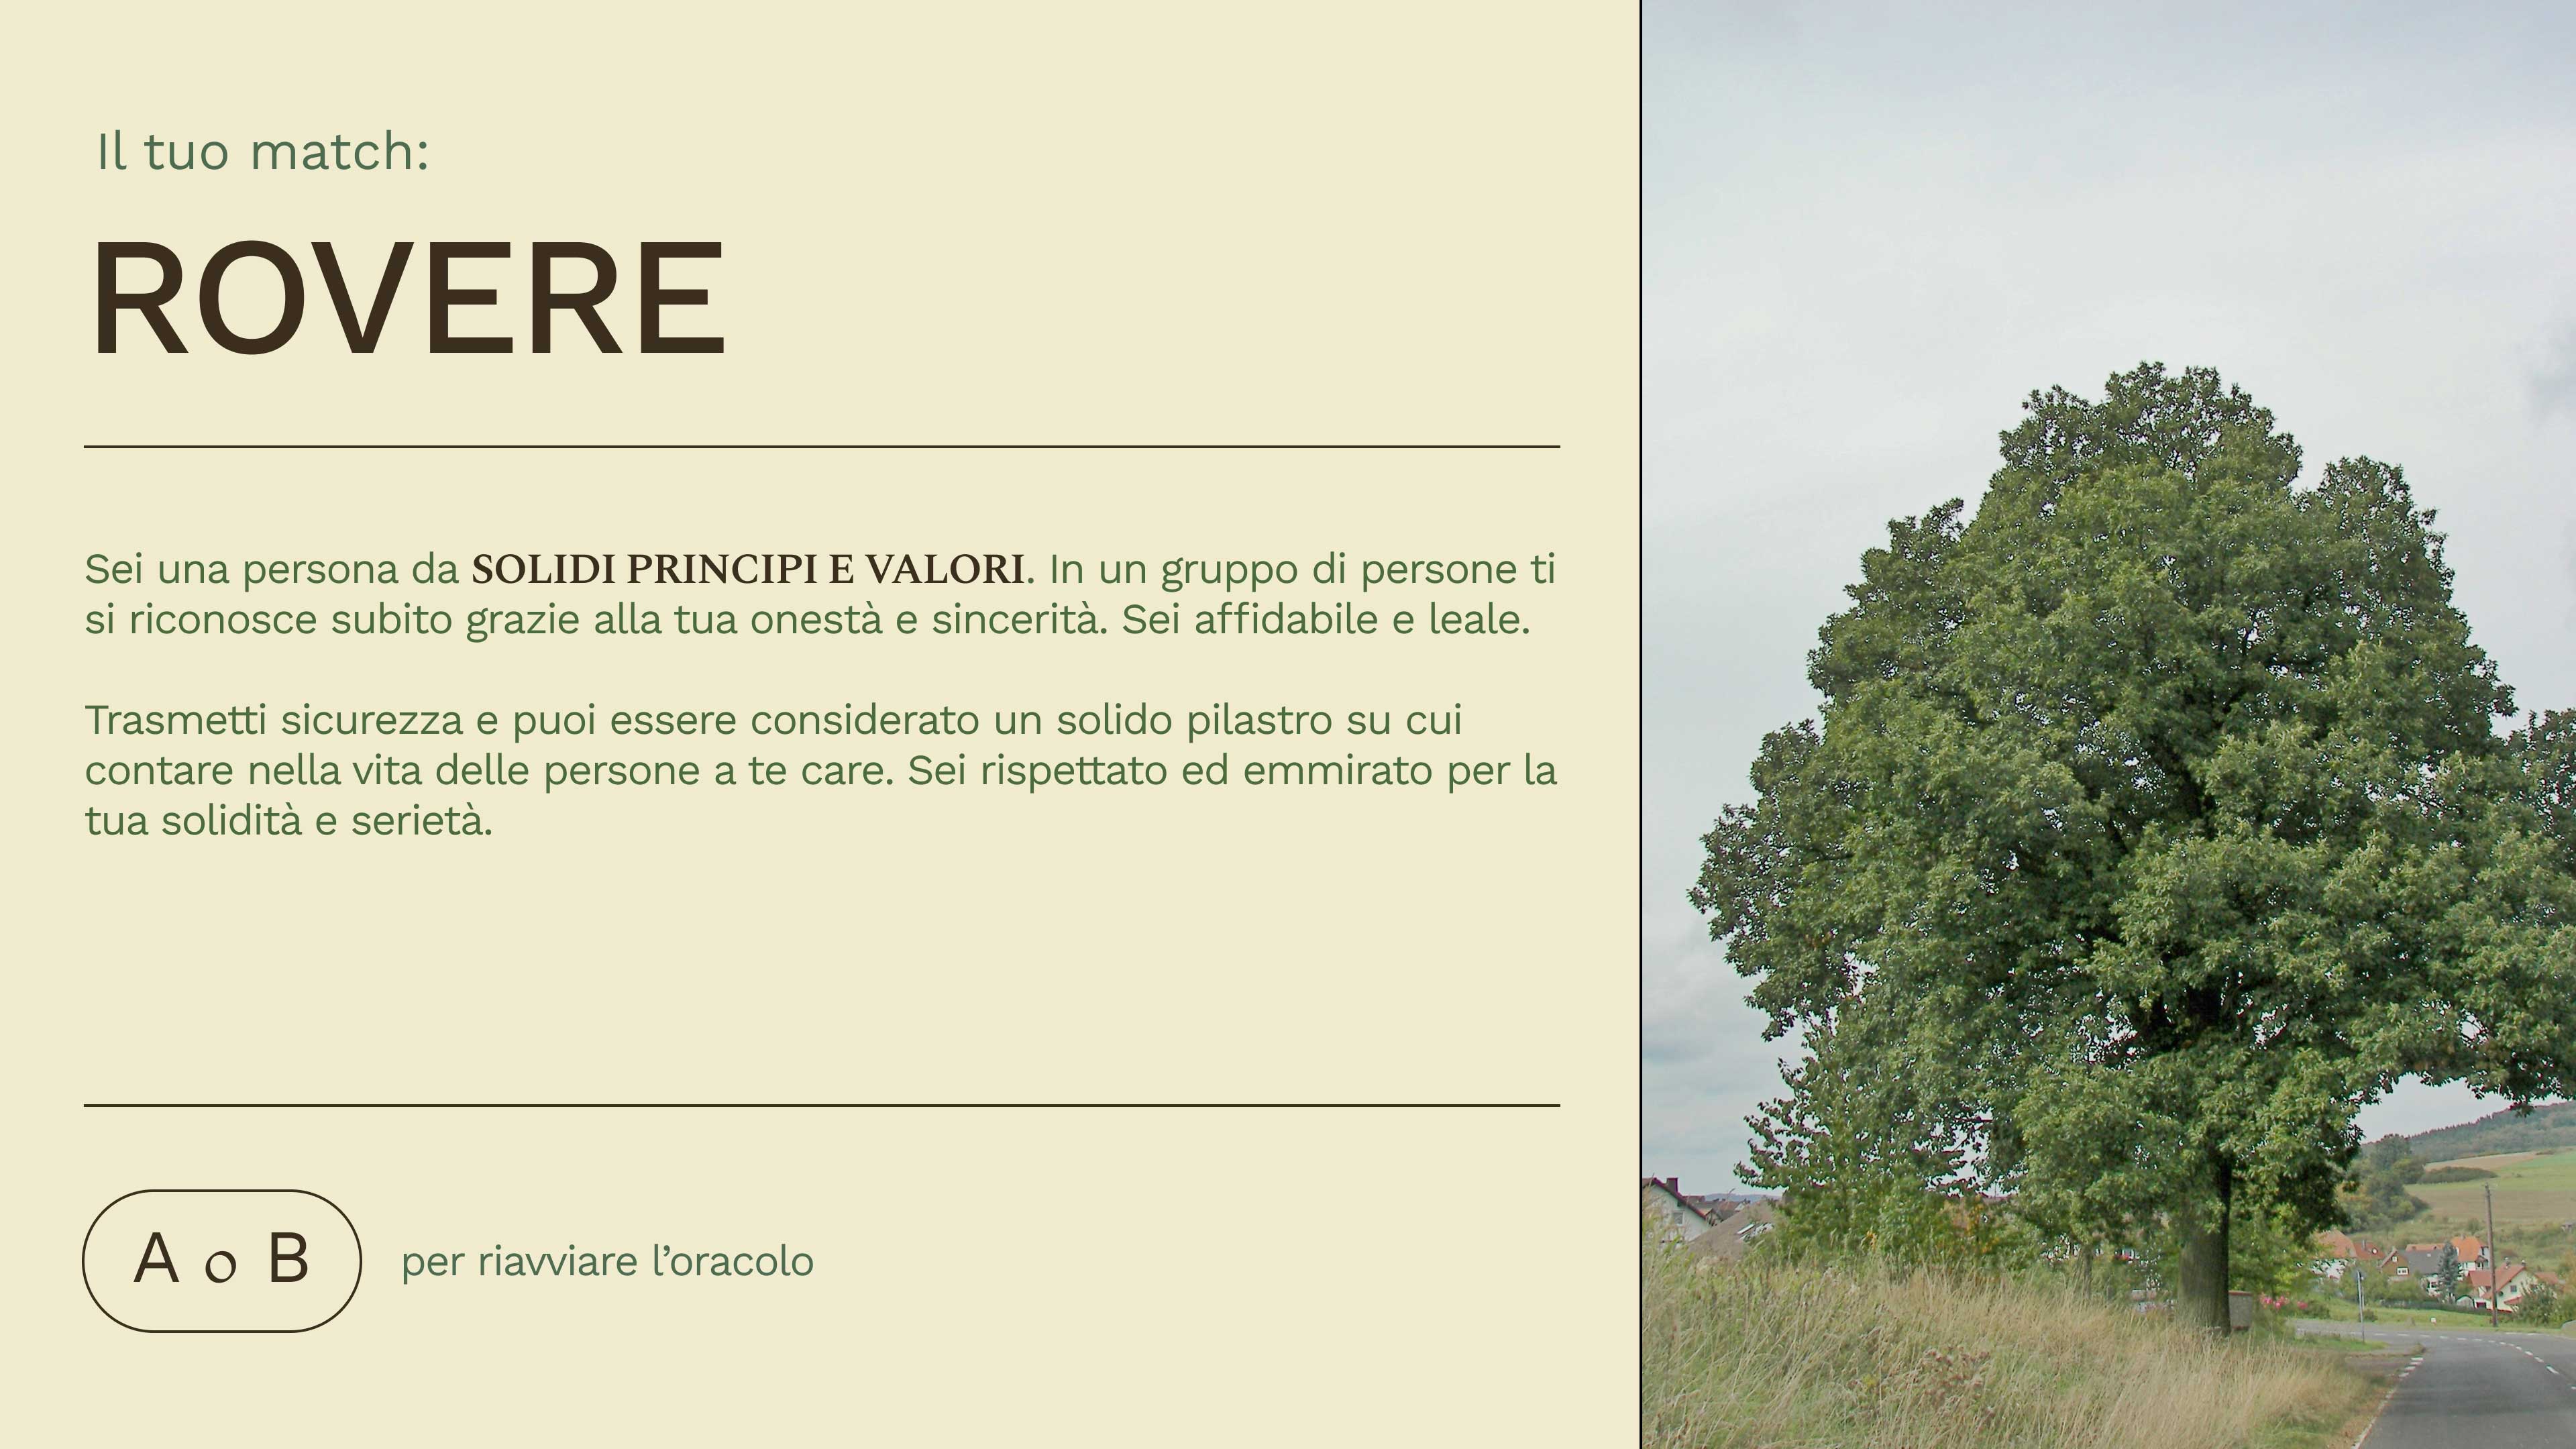 Il tuo match:
ROVERE
Sei una persona da SOLIDI PRINCIPI E VALORI. In un gruppo di persone ti
si riconosce subito grazie alla tua onestà e sincerità. Sei affidabile e leale.
Trasmetti sicurezza e puoi essere considerato un solido pilastro su cui
contare nella vita delle persone a te care. Sei rispettato ed emmirato per la
tua solidità e serietà.
A o B per riavviare l’oracolo